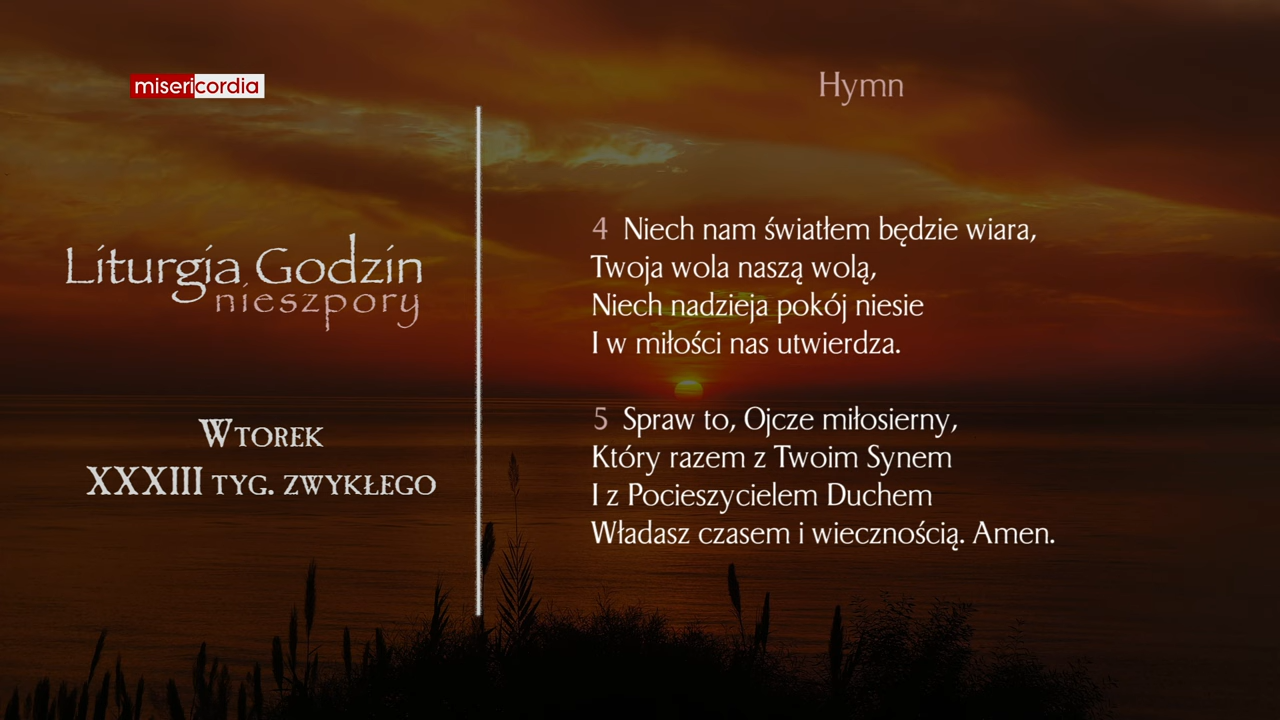 misericordia
Liturgia Godzin
nieszpory
Wtorek
XXXIII tyg. zwykłego
Hymn
4 Niech nam światłem będzie wiara,
Twoja wola naszą wolą,
Niech nadzieja pokój niesie
I w miłości nas utwierdza.
5 Spraw to, Ojcze miłosierny,
Który razem z Twoim Synem
I z Pocieszycielem Duchem
Władasz czasem i wiecznością. Amen.